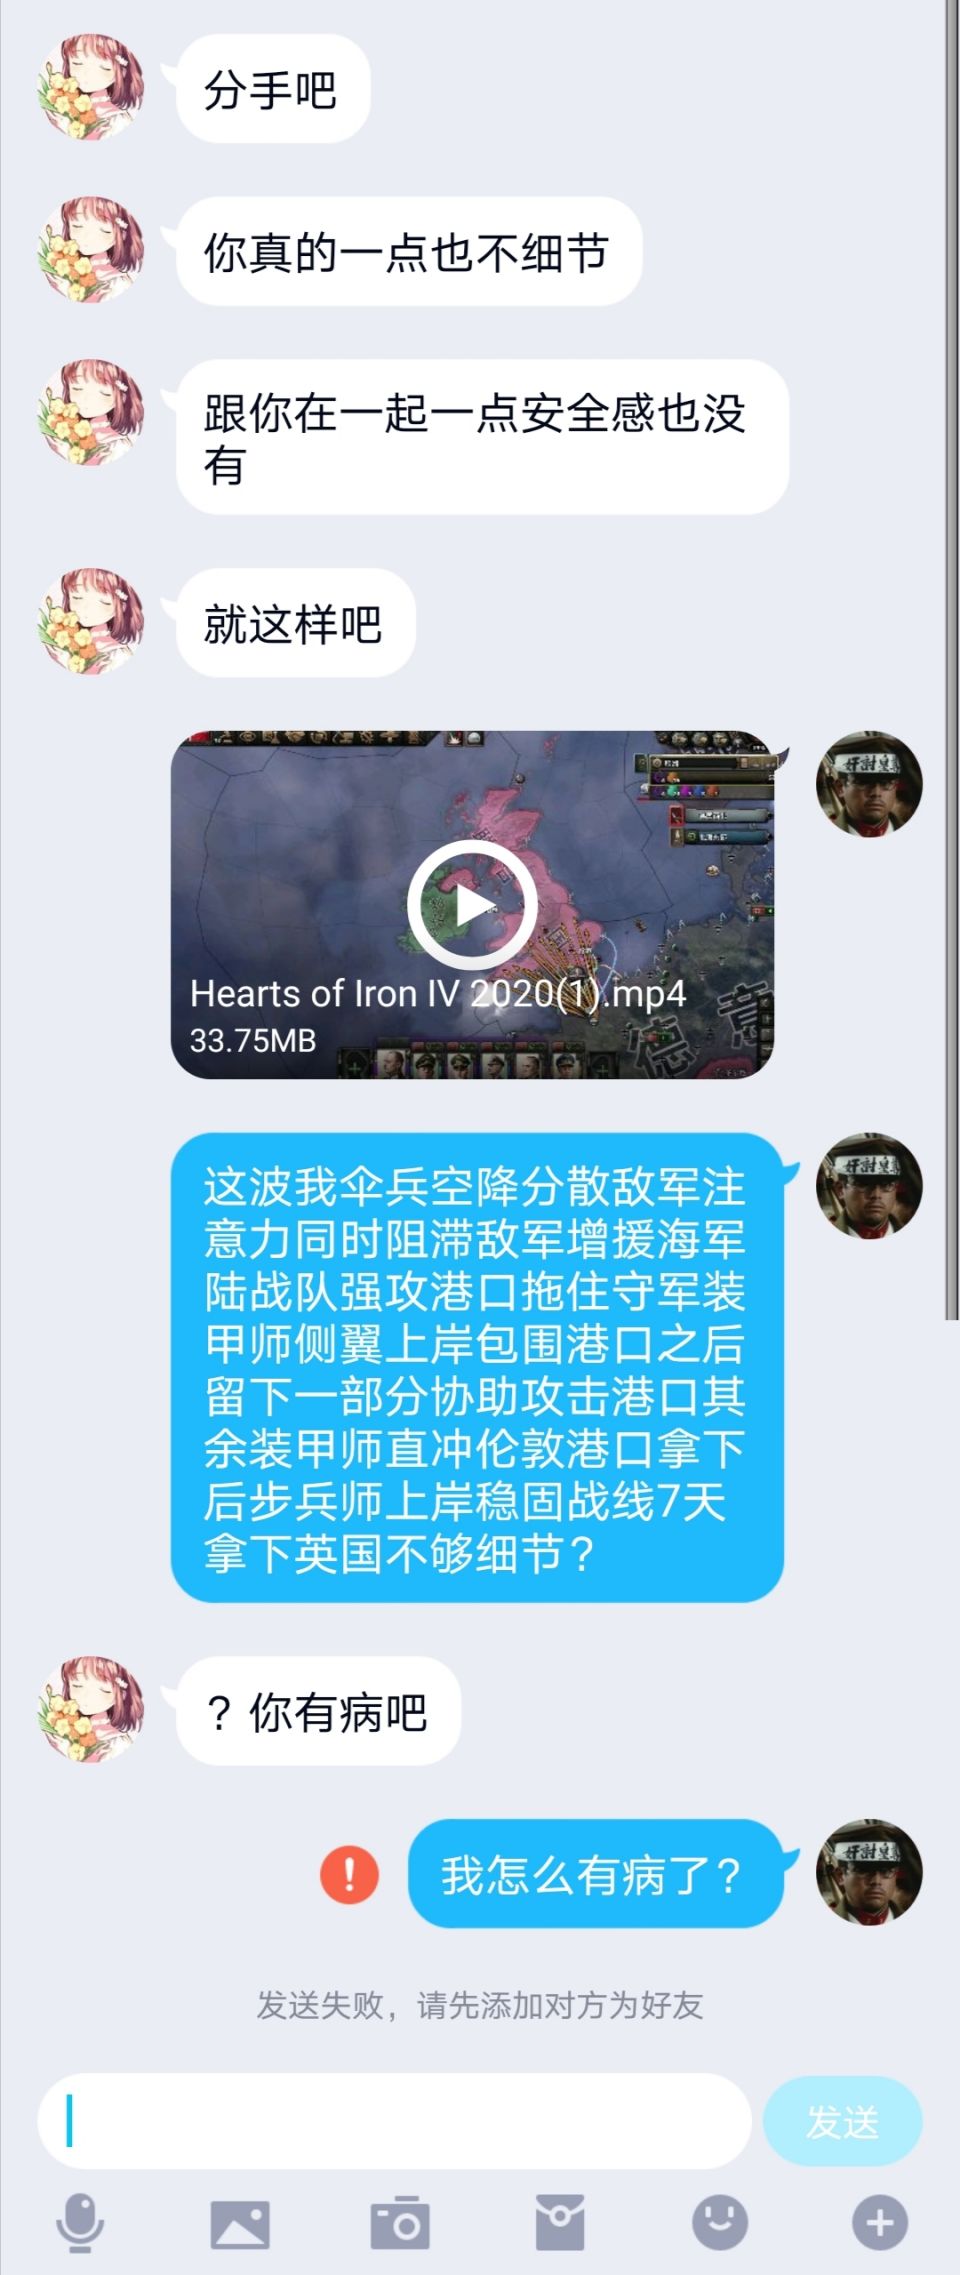 分手吧
你真的一点也不细节
跟你在一起一点安全感也没
有
就这样吧
Hearts of Iron IV 2020(1).mp4
33.75MB
德 意
这波我伞兵空降分散敌军注
意力同时阻滞敌军增援海军
陆战队强攻港口拖住守军装
甲师侧翼上岸包围港口之后
留下一部分协助攻击港口其
余装甲师直冲伦敦港口拿下
后步兵师上岸稳固战线7天
拿下英国不够细节?
？你有病吧
我怎么有病了?
发送失败，请先添加对方为好友
发送